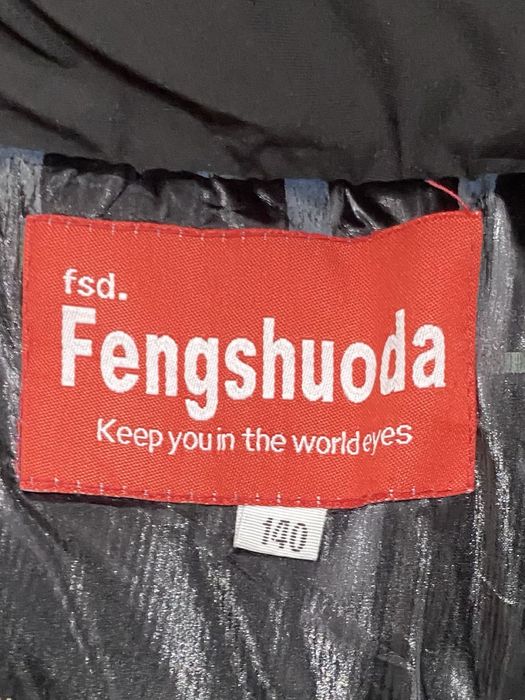 fsd.
Fengshuoda
Keep you in the world eyes
140